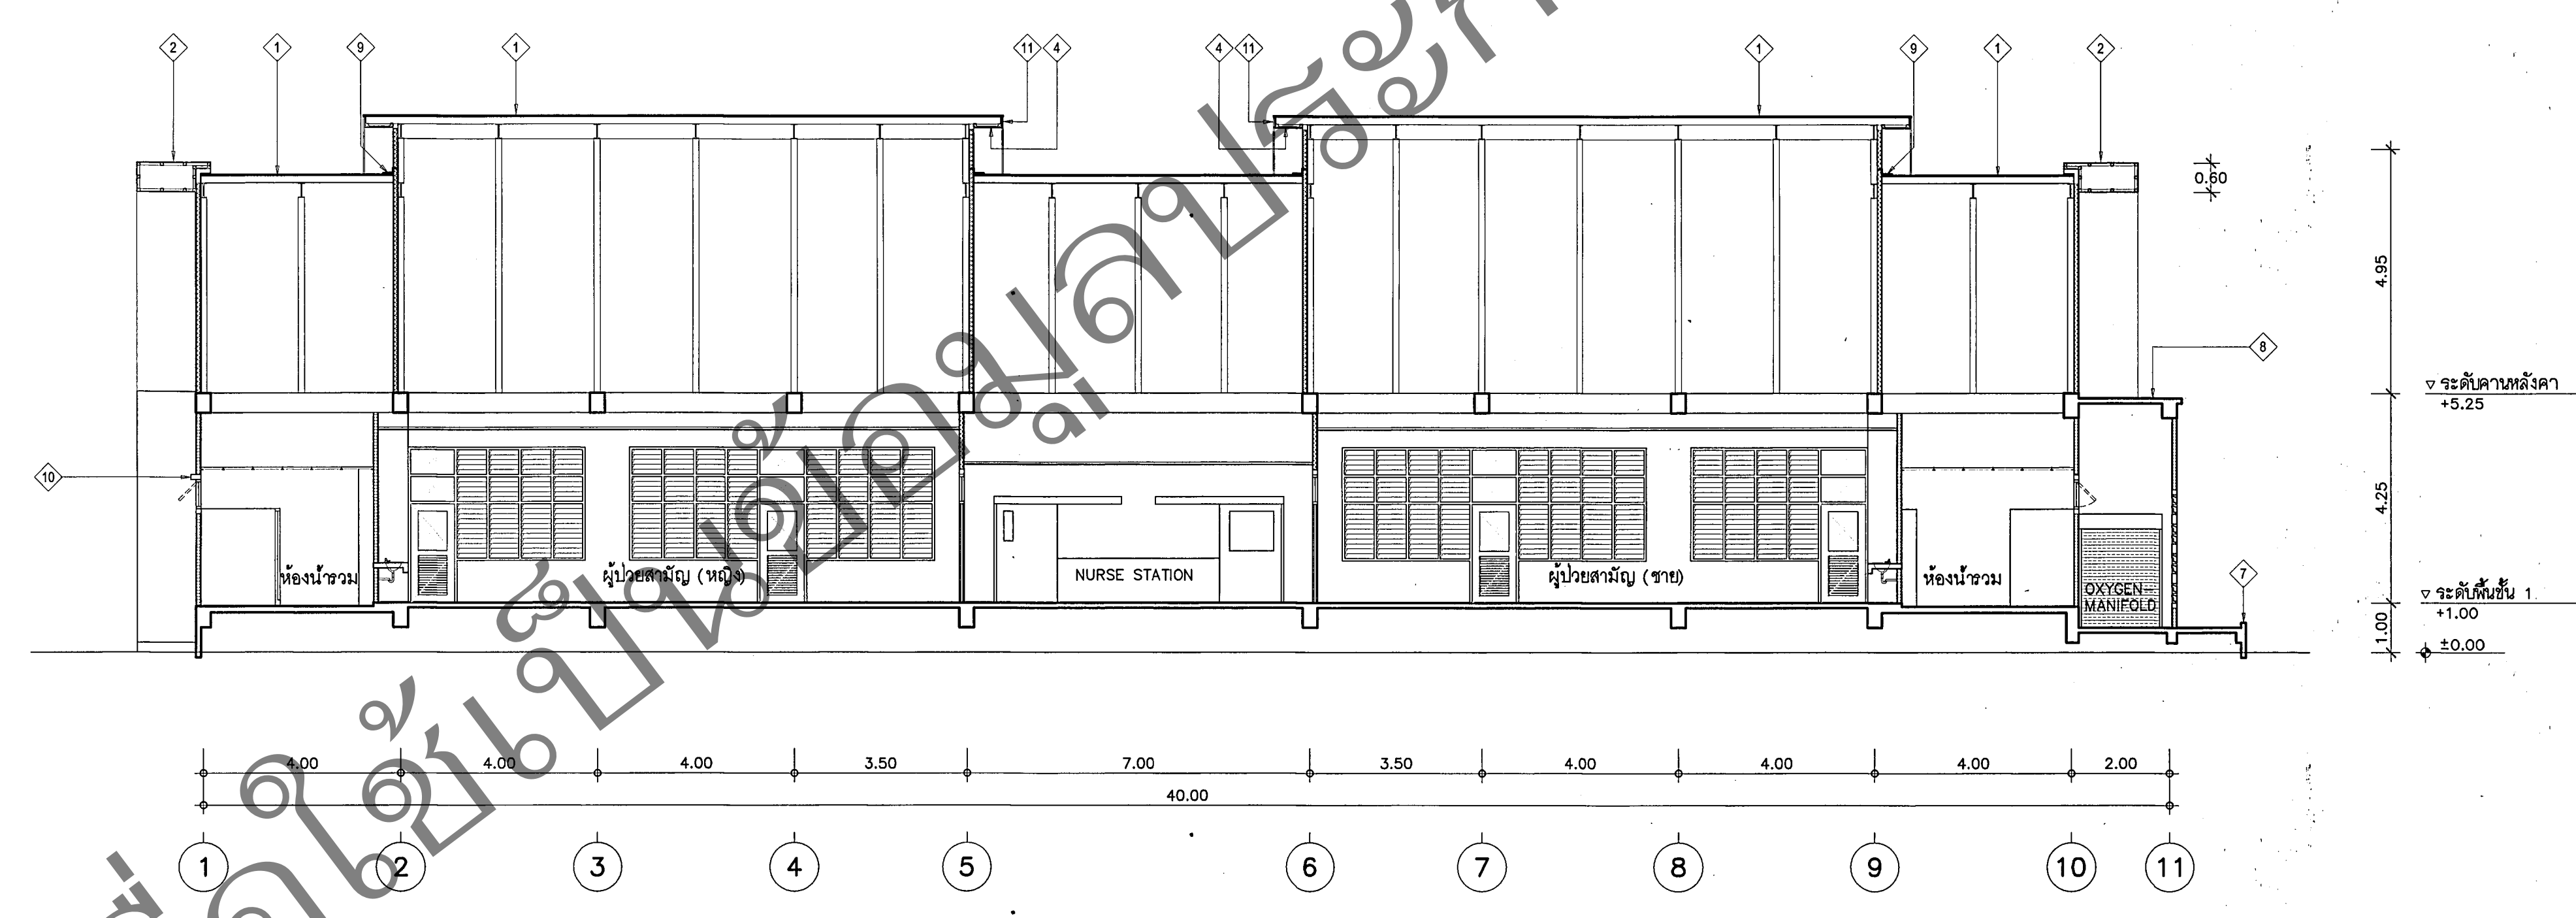 2 1 9 1 11 4 4 11 1 9 1 2
0.60
4.95
8
ระดับคานหลังคา
+5.25
10
4.25
ห้องน้ำรวม
ผู้ป่วยสามัญ (หญิง)
NURSE STATION
ผู้ป่วยสามัญ (ชาย)
ห้องน้ำรวม
OXYGEN
MANIFOLD
7
ระดับพื้นชั้น 1
+1.00
1.00
±0.00
4.00 4.00 4.00 3.50 7.00 3.50 4.00 4.00 4.00 2.00
40.00
1 2 3 4 5 6 7 8 9 10 11